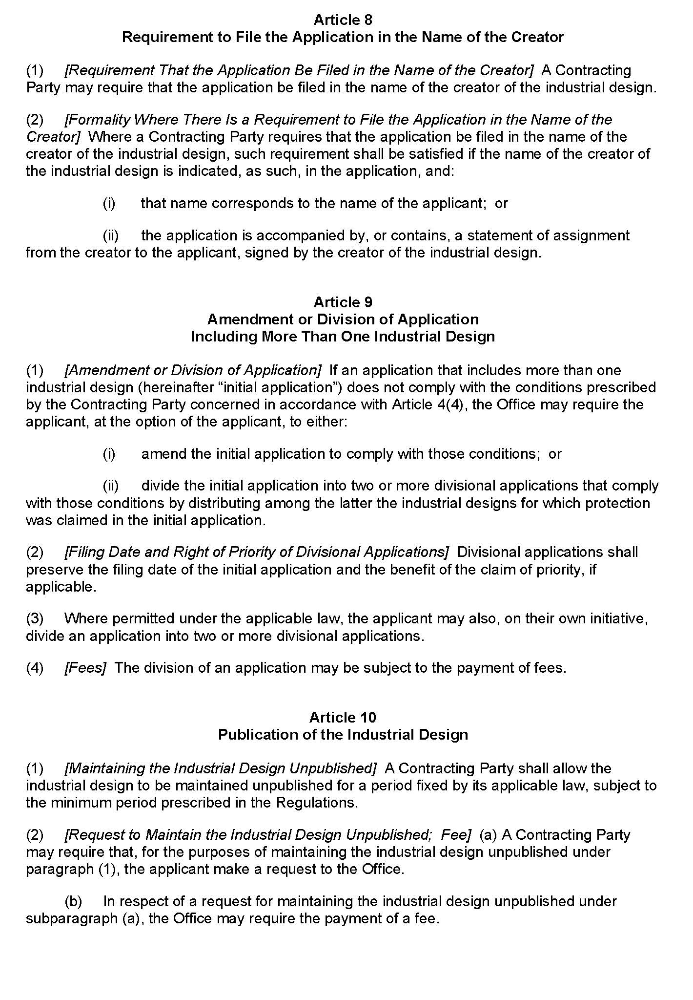 Article 8
Requirement to File the Application in the Name of the Creator
(1) [Requirement That the Application Be Filed in the Name of the Creator] A Contracting
Party may require that the application be filed in the name of the creator of the industrial design.
(2) [Formality Where There Is a Requirement to File the Application in the Name of the
Creator] Where a Contracting Party requires that the application be filed in the name of the
creator of the industrial design, such requirement shall be satisfied if the name of the creator of
the industrial design is indicated, as such, in the application, and:
(i) that name corresponds to the name of the applicant; or
(ii) the application is accompanied by, or contains, a statement of assignment
from the creator to the applicant, signed by the creator of the industrial design.
Article 9
Amendment or Division of Application
Including More Than One Industrial Design
(1) [Amendment or Division of Application] If an application that includes more than one
industrial design (hereinafter “initial application”) does not comply with the conditions prescribed
by the Contracting Party concerned in accordance with Article 4(4), the Office may require the
applicant, at the option of the applicant, to either:
(i) amend the initial application to comply with those conditions; or
(ii) divide the initial application into two or more divisional applications that comply
with those conditions by distributing among the latter the industrial designs for which protection
was claimed in the initial application.
(2) [Filing Date and Right of Priority of Divisional Applications] Divisional applications shall
preserve the filing date of the initial application and the benefit of the claim of priority, if
applicable.
(3) Where permitted under the applicable law, the applicant may also, on their own initiative,
divide an application into two or more divisional applications.
(4) [Fees] The division of an application may be subject to the payment of fees.
Article 10
Publication of the Industrial Design
(1) [Maintaining the Industrial Design Unpublished] A Contracting Party shall allow the
industrial design to be maintained unpublished for a period fixed by its applicable law, subject to
the minimum period prescribed in the Regulations.
(2) [Request to Maintain the Industrial Design Unpublished; Fee] (a) A Contracting Party
may require that, for the purposes of maintaining the industrial design unpublished under
paragraph (1), the applicant make a request to the Office.
(b) In respect of a request for maintaining the industrial design unpublished under
subparagraph (a), the Office may require the payment of a fee.